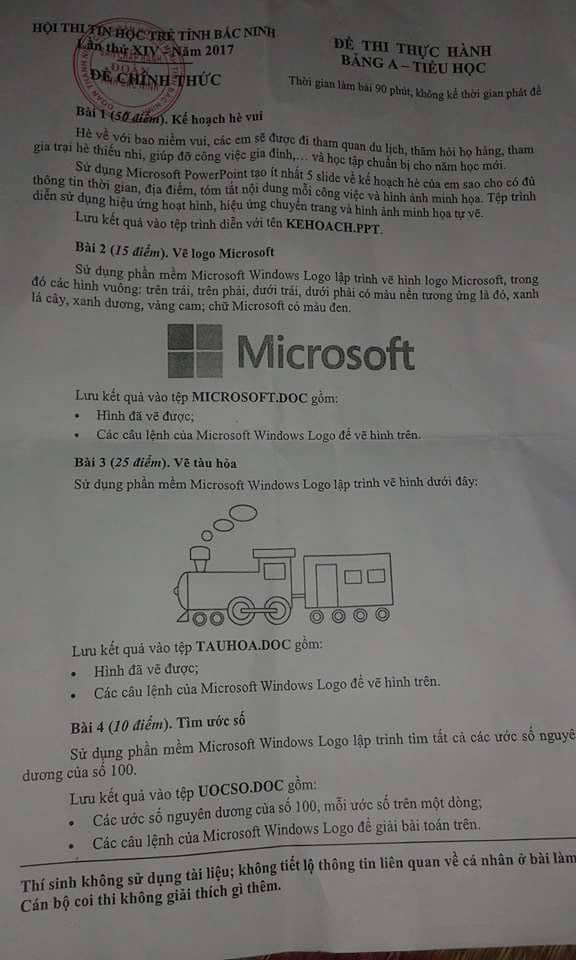 HỘI THI TIN HỌC TRẺ TỈNH BẮC NINH
Lần thứ XIV - Năm 2017
ĐỀ CHÍNH THỨC
ĐỀ THI THỰC HÀNH
BẢNG A – TIỂU HỌC
Thời gian làm bài 90 phút, không kể thời gian phát đề
Bài 1 (50 điểm). Kế hoạch hè vui
Hè về với bao niềm vui, các em sẽ được đi tham quan du lịch, thăm hỏi họ hàng, tham
gia trại hè thiếu nhi, giúp đỡ công việc gia đình,… và học tập chuẩn bị cho năm học mới.
Sử dụng Microsoft PowerPoint tạo ít nhất 5 slide về kế hoạch hè của em sao cho có đủ
thông tin thời gian, địa điểm, tóm tắt nội dung mỗi công việc và hình ảnh minh họa. Tệp trình
diễn sử dụng hiệu ứng hoạt hình, hiệu ứng chuyển trang và hình ảnh minh họa tự vẽ.
Lưu kết quả vào tệp trình diễn với tên KEHOACH.PPT.
Bài 2 (15 điểm). Vẽ logo Microsoft
Sử dụng phần mềm Microsoft Windows Logo lập trình vẽ hình logo Microsoft, trong
đó các hình vuông: trên trái, trên phải, dưới trái, dưới phải có màu nền tương ứng là đỏ, xanh
lá cây, xanh dương, vàng cam; chữ Microsoft có màu đen.
Microsoft
Lưu kết quả vào tệp MICROSOFT.DOC gồm:
• Hình đã vẽ được;
• Các câu lệnh của Microsoft Windows Logo để vẽ hình trên.
Bài 3 (25 điểm). Vẽ tàu hỏa
Sử dụng phần mềm Microsoft Windows Logo lập trình vẽ hình dưới đây:
Lưu kết quả vào tệp TAUHOA.DOC gồm:
• Hình đã vẽ được;
• Các câu lệnh của Microsoft Windows Logo để vẽ hình trên.
Bài 4 (10 điểm). Tìm ước số
Sử dụng phần mềm Microsoft Windows Logo lập trình tìm tất cả các ước số nguyê
dương của số 100.
Lưu kết quả vào tệp UOCSO.DOC gồm:
• Các ước số nguyên dương của số 100, mỗi ước số trên một dòng;
• Các câu lệnh của Microsoft Windows Logo để giải bài toán trên.
Thí sinh không sử dụng tài liệu; không tiết lộ thông tin liên quan về cá nhân ở bài làm
Cán bộ coi thi không giải thích gì thêm.